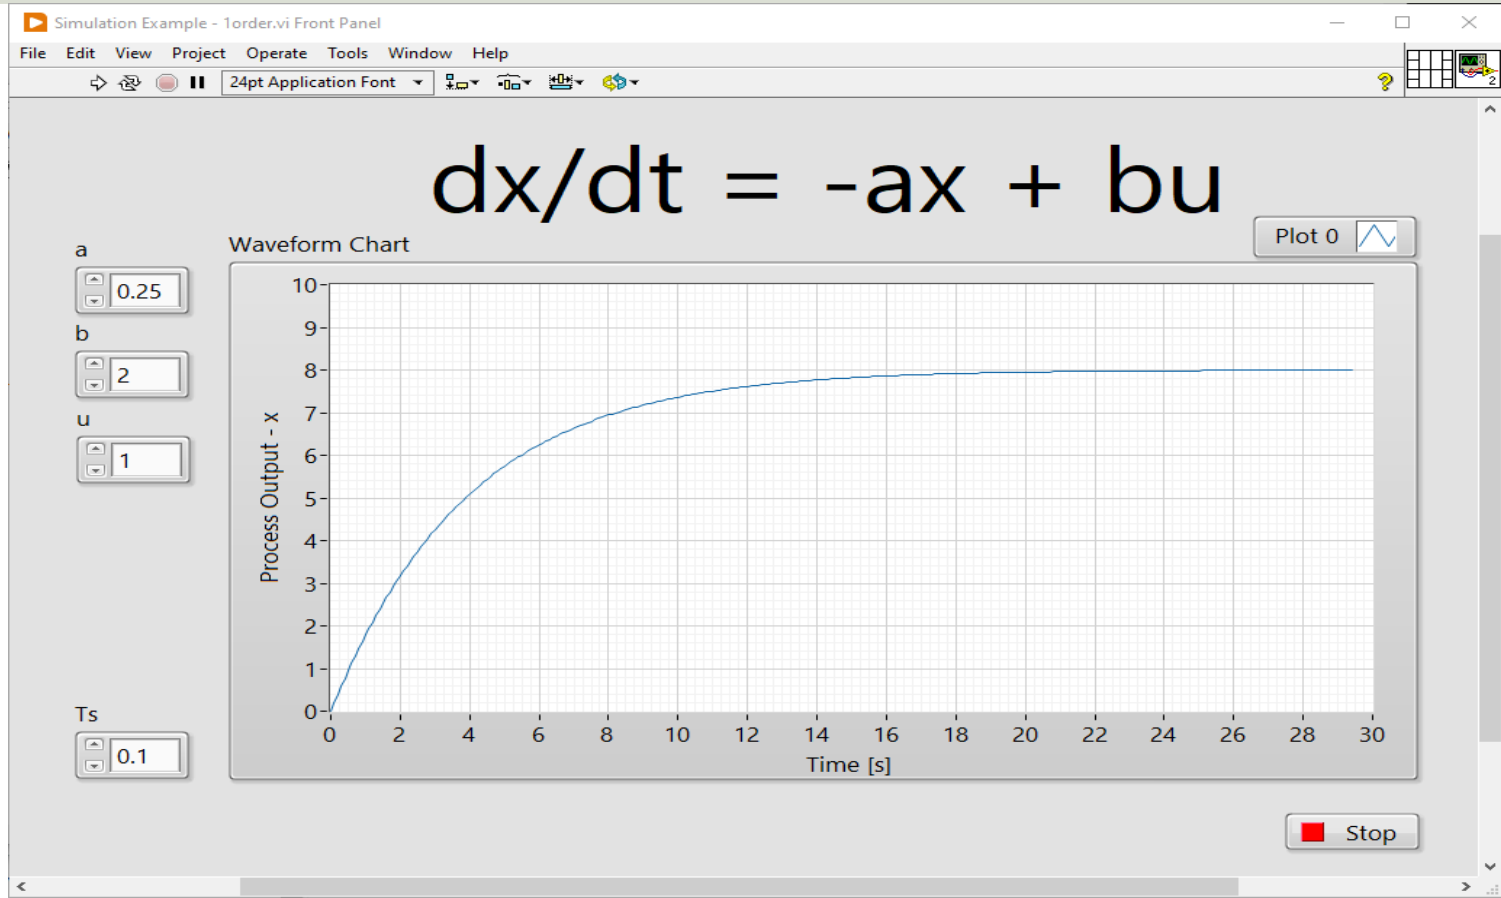 Simulation Example - 1order.vi Front Panel
File Edit View Project Operate Tools Window Help
24pt Application Font
2
dx/dt = -ax + bu
Plot 0
Waveform Chart
a
0.25
b
2
u
1
Ts
0.1
10
9
8
7
6
5
4
3
2
1
0
Process Output - x
0 2 4 6 8 10 12 14 16 18 20 22 24 26 28 30
Time [s]
Stop